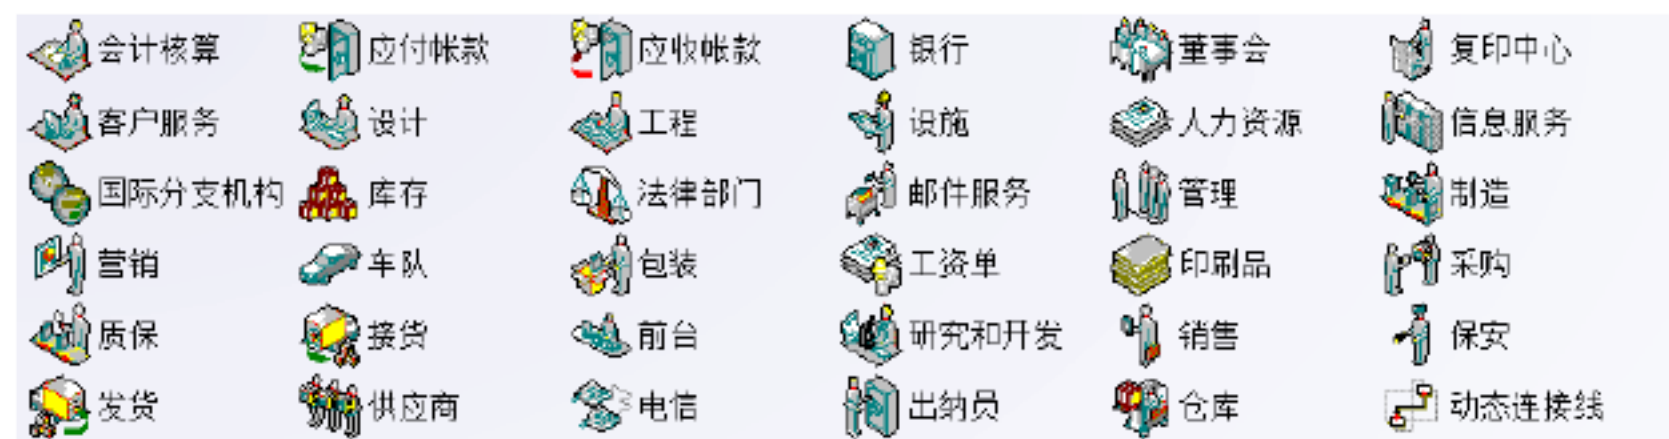 会计核算 应付帐款 应收帐款 银行 董事会 复印中心
客户服务 设计 工程 设施 人力资源 信息服务
国际分支机构 库存 法律部门 邮件服务 管理 制造
营销 车队 包装 工资单 印刷品 采购
质保 接货 前台 研究和开发 销售 保安
发货 供应商 电信 出纳员 仓库 动态连接线